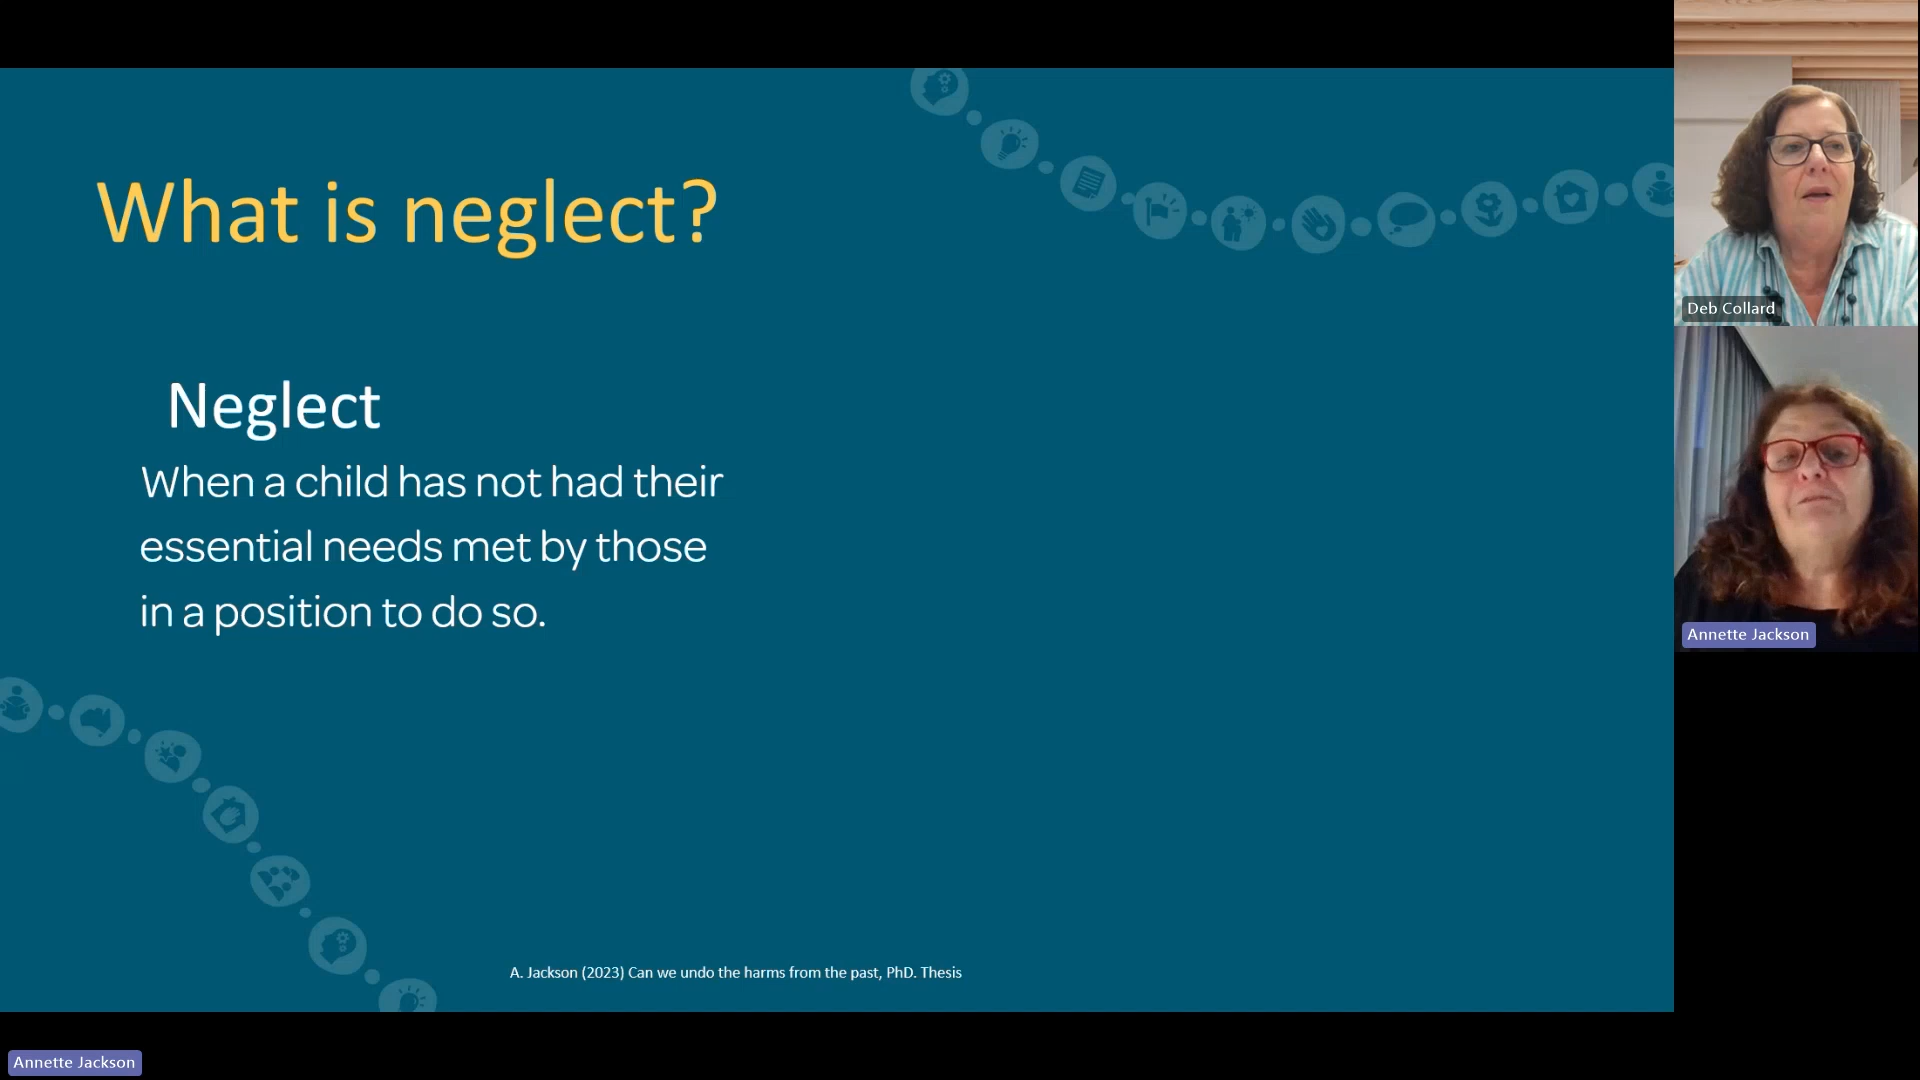 What is neglect?
Neglect
When a child has not had their
essential needs met by those
in a position to do so.
A. Jackson (2023) Can we undo the harms from the past, PhD. Thesis
Deb Collard
Annette Jackson
Annette Jackson